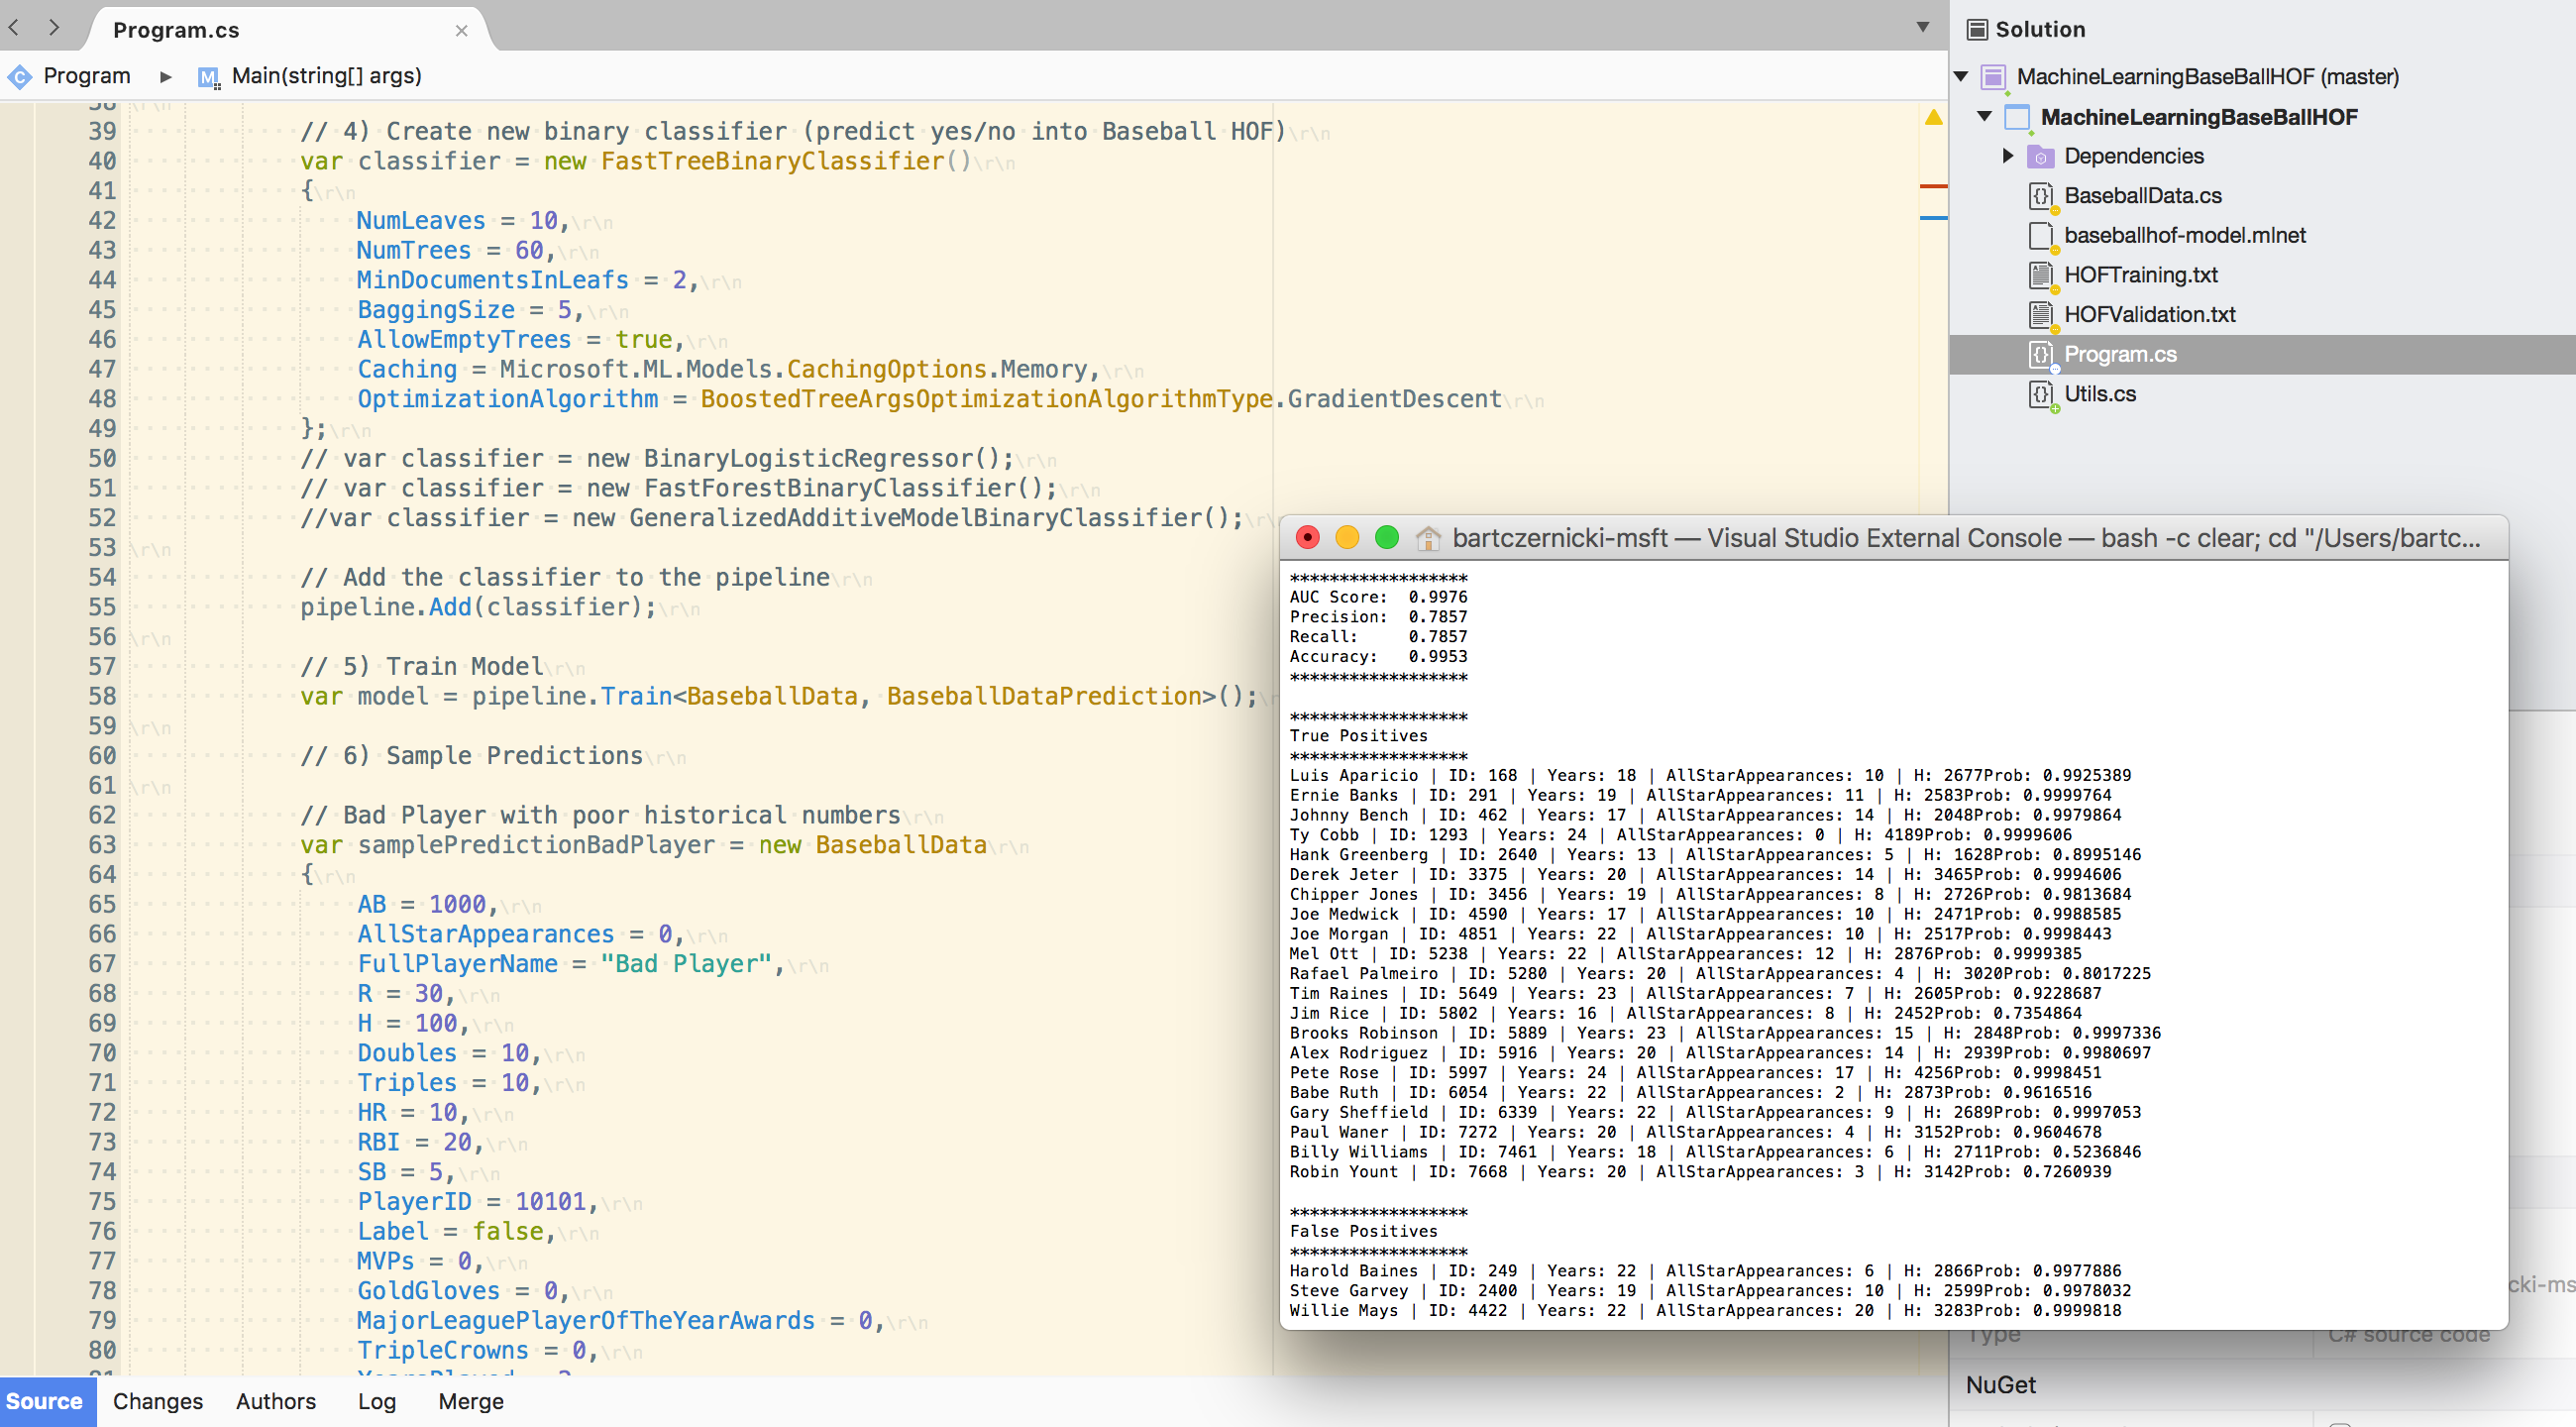 Program.cs
Program
Main(string[] args)
39 // 4) Create new binary classifier (predict yes/no into Baseball HOF)\r\n
40 var classifier = new FastTreeBinaryClassifier()\r\n
41 {\r\n
42 NumLeaves = 10,\r\n
43 NumTrees = 60,\r\n
44 MinDocumentsInLeafs = 2,\r\n
45 BaggingSize = 5,\r\n
46 AllowEmptyTrees = true,\r\n
47 Caching = Microsoft.ML.Models.CachingOptions.Memory,\r\n
48 OptimizationAlgorithm = BoostedTreeArgsOptimizationAlgorithmType.GradientDescent\r\n
49 };\r\n
50 // var classifier = new BinaryLogisticRegressor();\r\n
51 // var classifier = new FastForestBinaryClassifier();\r\n
52 //var classifier = new GeneralizedAdditiveModelBinaryClassifier();\r\
53 \r\n
54 // Add the classifier to the pipeline\r\n
55 pipeline.Add(classifier);\r\n
56 \r\n
57 // 5) Train Model\r\n
58 var model = pipeline.Train<BaseballData, BaseballDataPrediction>();\r
59 \r\n
60 // 6) Sample Predictions\r\n
61 \r\n
62 // Bad Player with poor historical numbers\r\n
63 var samplePredictionBadPlayer = new BaseballData\r\n
64 {\r\n
65 AB = 1000,\r\n
66 AllStarAppearances = 0,\r\n
67 FullPlayerName = "Bad Player",\r\n
68 R = 30,\r\n
69 H = 100,\r\n
70 Doubles = 10,\r\n
71 Triples = 10,\r\n
72 HR = 10,\r\n
73 RBI = 20,\r\n
74 SB = 5,\r\n
75 PlayerID = 10101,\r\n
76 Label = false,\r\n
77 MVPs = 0,\r\n
78 GoldGloves = 0,\r\n
79 MajorLeaguePlayerOfTheYearAwards = 0,\r\n
80 TripleCrowns = 0,\r\n
Source Changes Authors Log Merge
Solution
MachineLearningBaseBallHOF (master)
MachineLearningBaseBallHOF
Dependencies
BaseballData.cs
baseballhof-model.mlnet
HOFTraining.txt
HOFValidation.txt
Program.cs
Utils.cs
bartczernicki-msft — Visual Studio External Console — bash -c clear; cd "/Users/bartc...
******************
AUC Score: 0.9976
Precision: 0.7857
Recall: 0.7857
Accuracy: 0.9953
******************
******************
True Positives
******************
Luis Aparicio | ID: 168 | Years: 18 | AllStarAppearances: 10 | H: 2677Prob: 0.9925389
Ernie Banks | ID: 291 | Years: 19 | AllStarAppearances: 11 | H: 2583Prob: 0.9999764
Johnny Bench | ID: 462 | Years: 17 | AllStarAppearances: 14 | H: 2048Prob: 0.9979864
Ty Cobb | ID: 1293 | Years: 24 | AllStarAppearances: 0 | H: 4189Prob: 0.9999606
Hank Greenberg | ID: 2640 | Years: 13 | AllStarAppearances: 5 | H: 1628Prob: 0.8995146
Derek Jeter | ID: 3375 | Years: 20 | AllStarAppearances: 14 | H: 3465Prob: 0.9994606
Chipper Jones | ID: 3456 | Years: 19 | AllStarAppearances: 8 | H: 2726Prob: 0.9813684
Joe Medwick | ID: 4590 | Years: 17 | AllStarAppearances: 10 | H: 2471Prob: 0.9988585
Joe Morgan | ID: 4851 | Years: 22 | AllStarAppearances: 10 | H: 2517Prob: 0.9998443
Mel Ott | ID: 5238 | Years: 22 | AllStarAppearances: 12 | H: 2876Prob: 0.9999385
Rafael Palmeiro | ID: 5280 | Years: 20 | AllStarAppearances: 4 | H: 3020Prob: 0.8017225
Tim Raines | ID: 5649 | Years: 23 | AllStarAppearances: 7 | H: 2605Prob: 0.9228687
Jim Rice | ID: 5802 | Years: 16 | AllStarAppearances: 8 | H: 2452Prob: 0.7354864
Brooks Robinson | ID: 5889 | Years: 23 | AllStarAppearances: 15 | H: 2848Prob: 0.9997336
Alex Rodriguez | ID: 5916 | Years: 20 | AllStarAppearances: 14 | H: 2939Prob: 0.9980697
Pete Rose | ID: 5997 | Years: 24 | AllStarAppearances: 17 | H: 4256Prob: 0.9998451
Babe Ruth | ID: 6054 | Years: 22 | AllStarAppearances: 2 | H: 2873Prob: 0.9616516
Gary Sheffield | ID: 6339 | Years: 22 | AllStarAppearances: 9 | H: 2689Prob: 0.9997053
Paul Waner | ID: 7272 | Years: 20 | AllStarAppearances: 4 | H: 3152Prob: 0.9604678
Billy Williams | ID: 7461 | Years: 18 | AllStarAppearances: 6 | H: 2711Prob: 0.5236846
Robin Yount | ID: 7668 | Years: 20 | AllStarAppearances: 3 | H: 3142Prob: 0.7260939
******************
False Positives
******************
Harold Baines | ID: 249 | Years: 22 | AllStarAppearances: 6 | H: 2866Prob: 0.9977886
Steve Garvey | ID: 2400 | Years: 19 | AllStarAppearances: 10 | H: 2599Prob: 0.9978032
Willie Mays | ID: 4422 | Years: 22 | AllStarAppearances: 20 | H: 3283Prob: 0.9999818
cki-ms
Type C# source code
NuGet